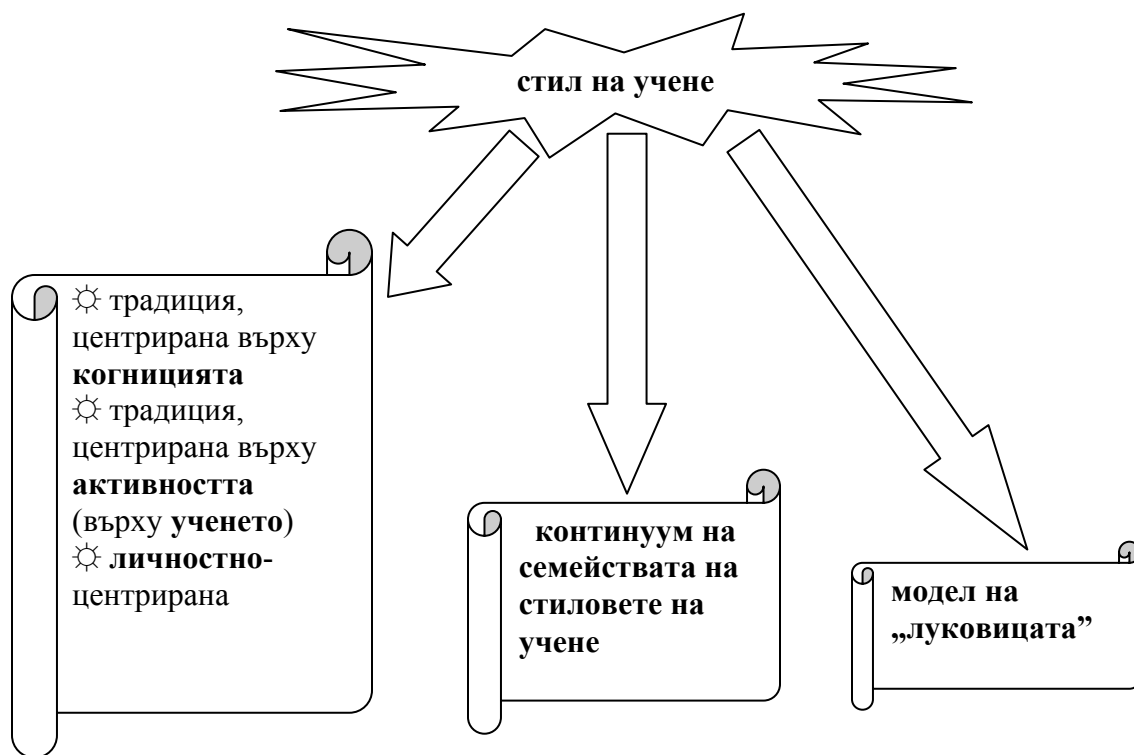 стил на учене
☼ традиция,
центрирана върху
когницията
☼ традиция,
центрирана върху
активността
(върху ученето)
☼ личностно-
центрирана
континуум на
семействата на
стиловете на
учене
модел на
„луковицата”